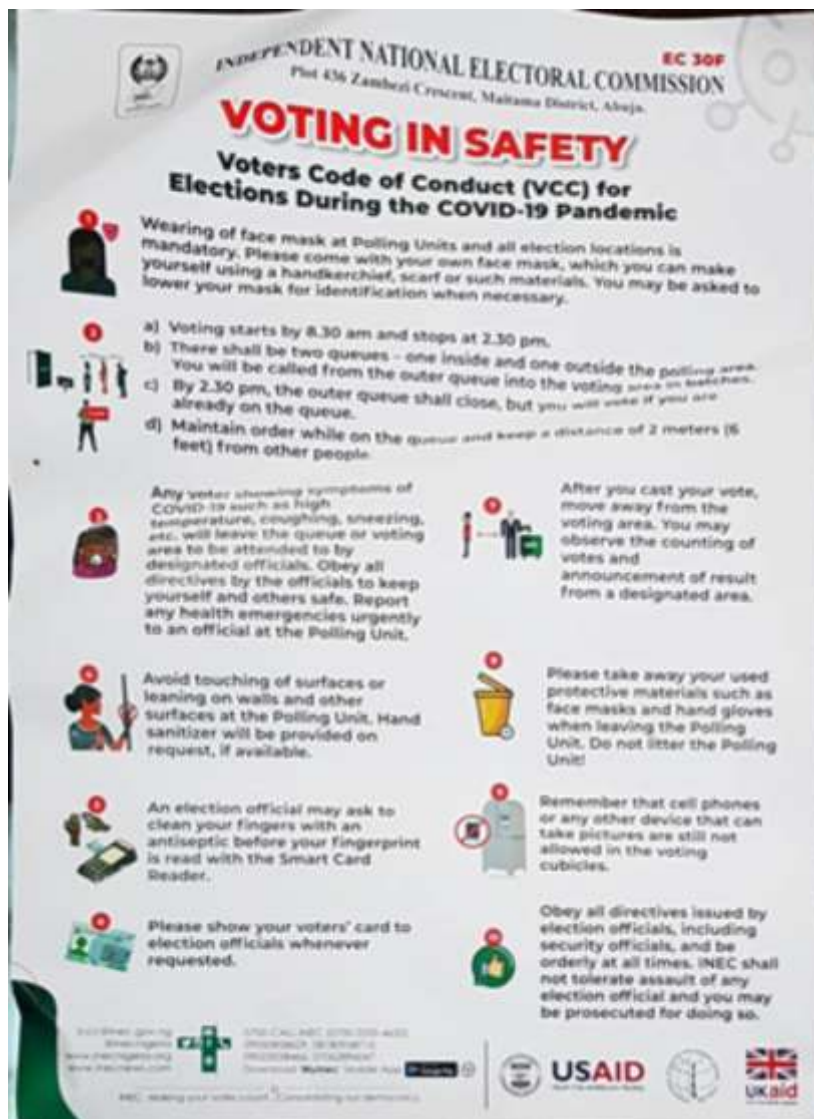 EC 30F
INDEPENDENT NATIONAL ELECTORAL COMMISSION
Plot 436 Zambezi Crescent, Maitama District, Abuja.
VOTING IN SAFETY
Voters Code of Conduct (VCC) for
Elections During the COVID-19 Pandemic
1
Wearing of face mask at Polling Units and all election locations is
mandatory. Please come with your own face mask, which you can make
yourself using a handkerchief, scarf or such materials. You may be asked to
lower your mask for identification when necessary.
2
a) Voting starts by 8.30 am and stops at 2.30 pm.
b) There shall be two queues - one inside and one outside the polling area.
You will be called from the outer queue into the voting area in batches.
c) By 2.30 pm, the outer queue shall close, but you will vote if you are
already on the queue.
d) Maintain order while on the queue and keep a distance of 2 meters (6
feet) from other people.
3
Any voter showing symptoms of
COVID-19 such as high
temperature, coughing, sneezing,
etc. will leave the queue or voting
area to be attended to by
designated officials. Obey all
directives by the officials to keep
yourself and others safe. Report
any health emergencies urgently
to an official at the Polling Unit.
4
Avoid touching of surfaces or
leaning on walls and other
surfaces at the Polling Unit. Hand
sanitizer will be provided on
request, if available.
5
An election official may ask to
clean your fingers with an
antiseptic before your fingerprint
is read with the Smart Card
Reader.
6
Please show your voters' card to
election officials whenever
requested.
7
After you cast your vote,
move away from the
voting area. You may
observe the counting of
votes and
announcement of result
from a designated area.
8
Please take away your used
protective materials such as
face masks and hand gloves
when leaving the Polling
Unit. Do not litter the Polling
Unit!
9
Remember that cell phones
or any other device that can
take pictures are still not
allowed in the voting
cubicles.
10
Obey all directives issued by
election officials, including
security officials, and be
orderly at all times. INEC shall
not tolerate assault of any
election official and you may
be prosecuted for doing so.
www.inecnigeria.org
www.inecnews.com
USAID
UKaid